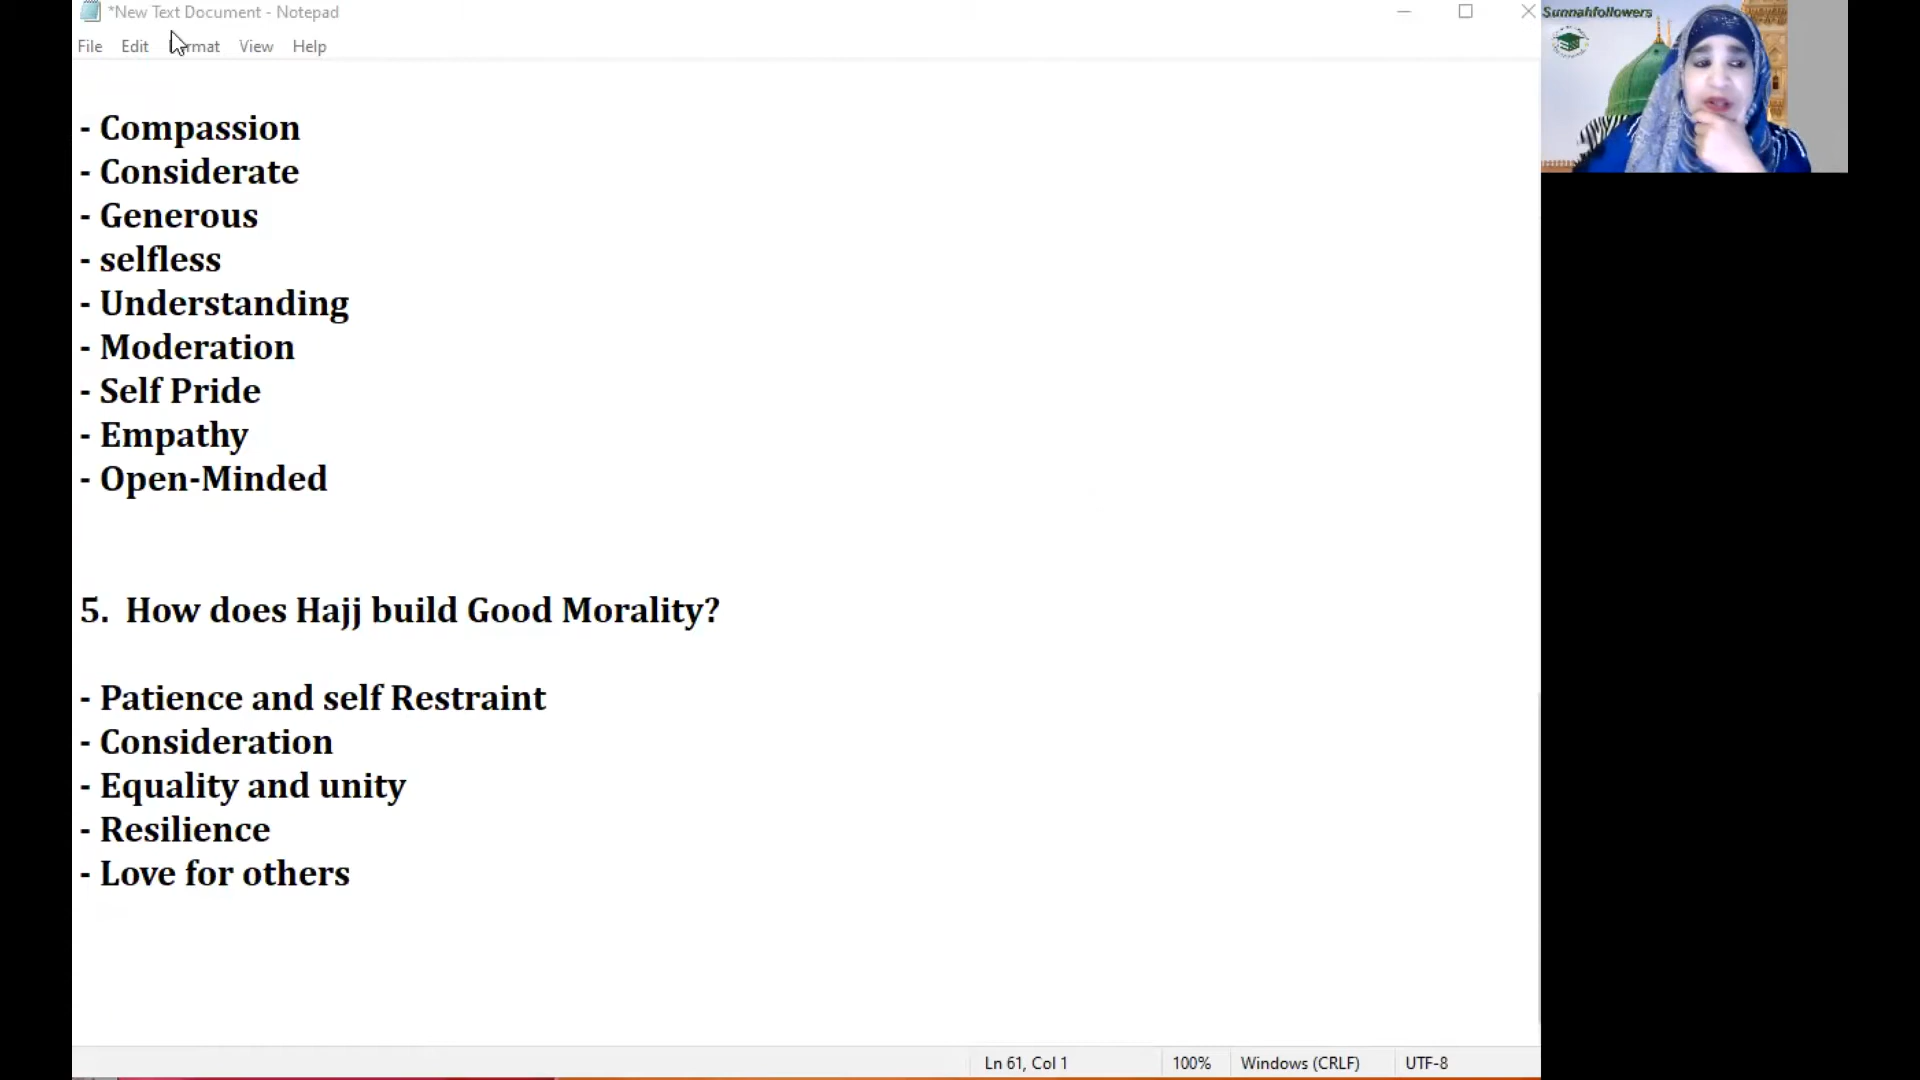 *New Text Document - Notepad
File Edit Format View Help
- Compassion
- Considerate
- Generous
- selfless
- Understanding
- Moderation
- Self Pride
- Empathy
- Open-Minded
5.  How does Hajj build Good Morality?
- Patience and self Restraint
- Consideration
- Equality and unity
- Resilience
- Love for others
Ln 61, Col 1 100% Windows (CRLF) UTF-8
Sunnahfollowers